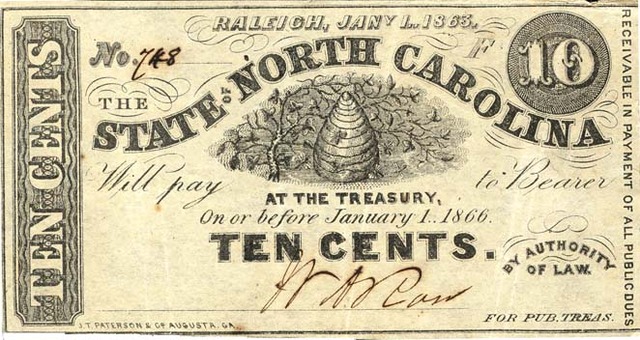 RALEIGH, JANY 1. 1863.
No. 748
F
10
THE
STATE OF NORTH CAROLINA
Will pay to Bearer
AT THE TREASURY,
On or before January 1. 1866.
TEN CENTS.
BY AUTHORITY
OF LAW.
FOR PUB. TREAS.
J.T. PATERSON & CO AUGUSTA, GA.
TEN CENTS
RECEIVABLE IN PAYMENT OF ALL PUBLIC DUES